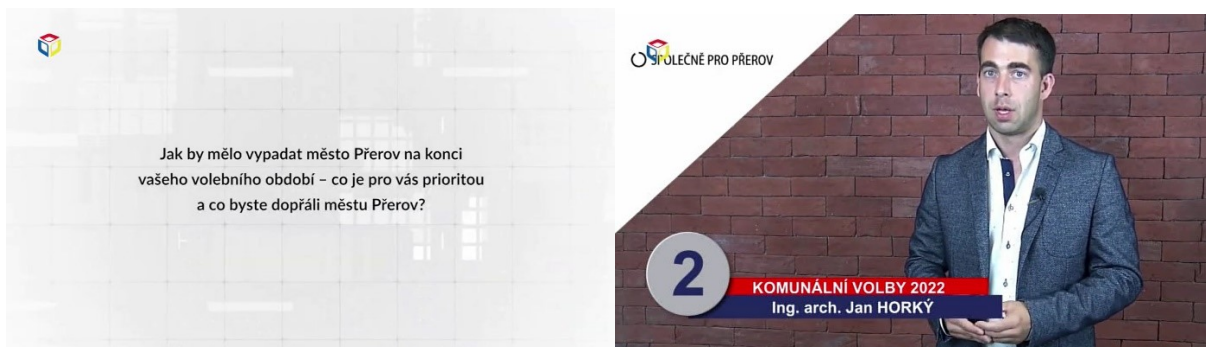 Jak by mělo vypadat město Přerov na konci
vašeho volebního období – co je pro vás prioritou
a co byste dopřáli městu Přerov?
SPOLEČNĚ PRO PŘEROV
2
KOMUNÁLNÍ VOLBY 2022
Ing. arch. Jan HORKÝ